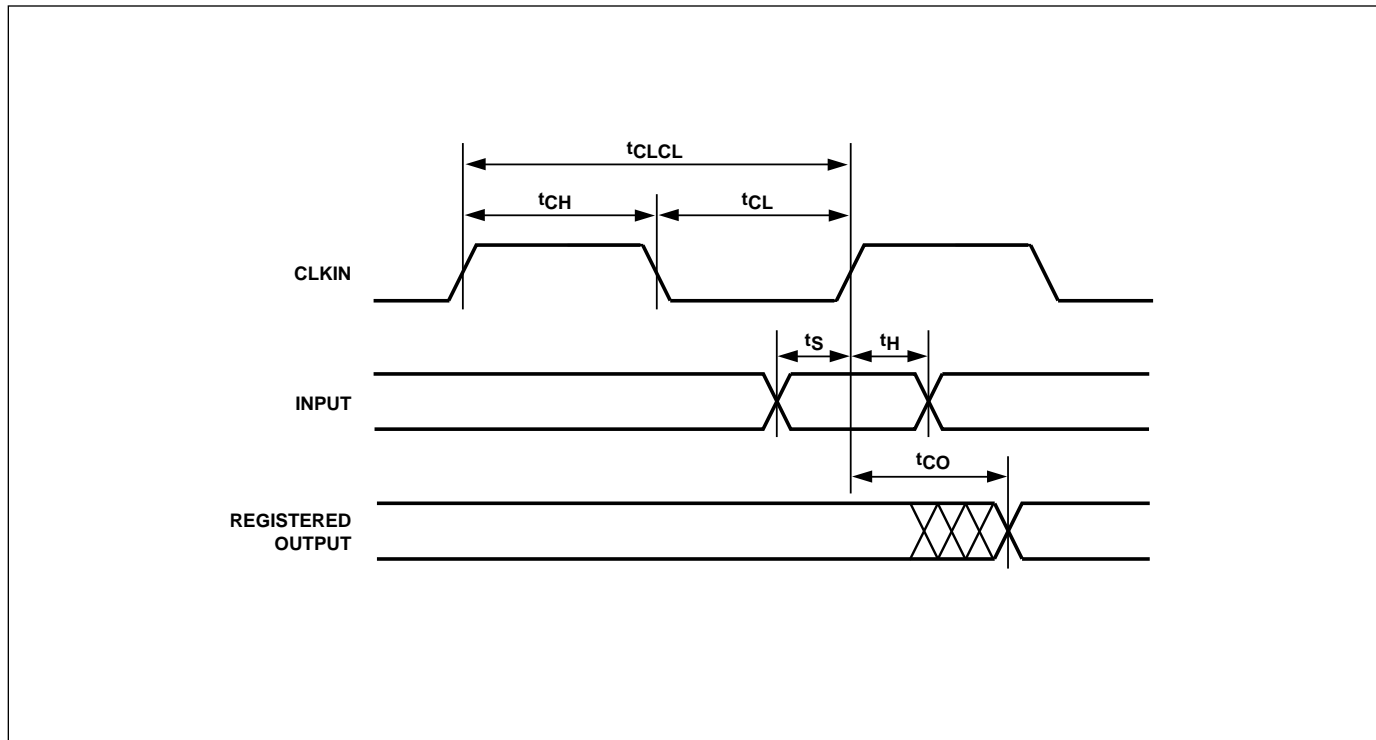 tCLCL
tCH
tCL
CLKIN
tS
tH
INPUT
tCO
REGISTERED
OUTPUT